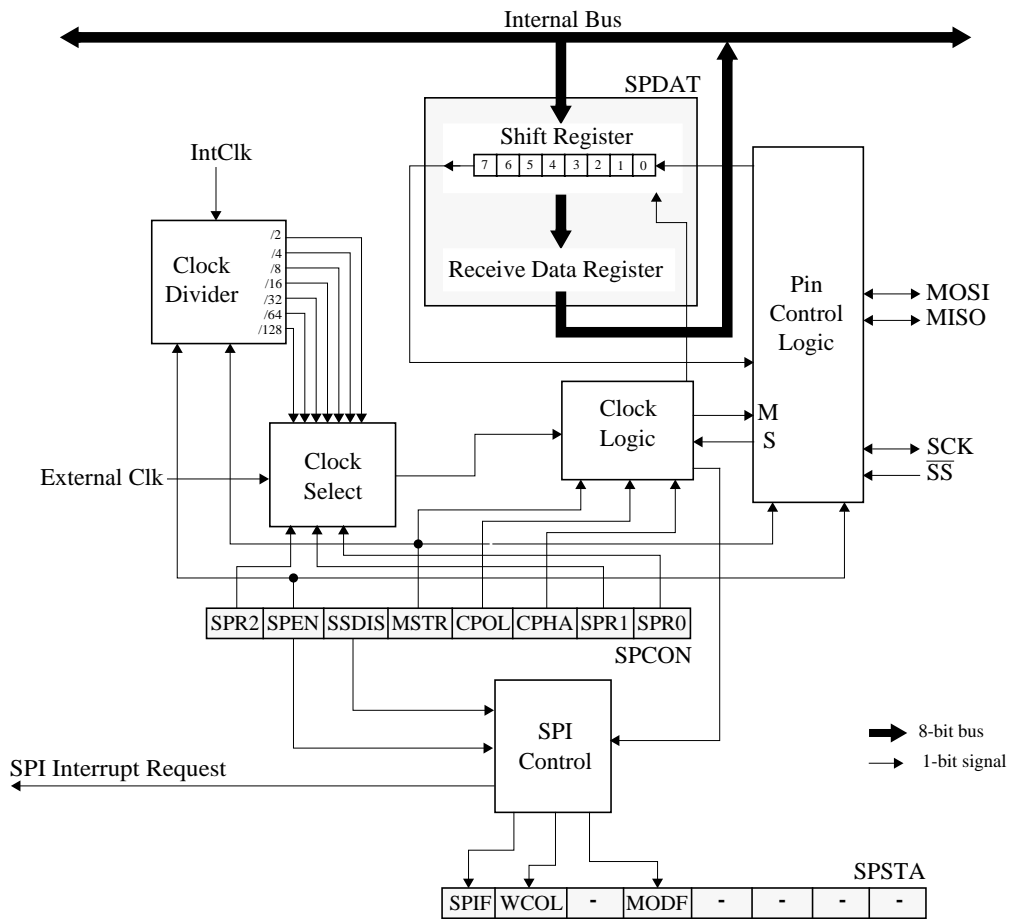 Internal Bus
SPDAT
Shift Register
7 6 5 4 3 2 1 0
IntClk
Clock
Divider
/2
/4
/8
/16
/32
/64
/128
Receive Data Register
Pin
Control
Logic
MOSI
MISO
Clock
Logic
M
S
SCK
SS
External Clk
Clock
Select
SPR2 SPEN SSDIS MSTR CPOL CPHA SPR1 SPR0
SPCON
SPI
Control
8-bit bus
1-bit signal
SPI Interrupt Request
SPSTA
SPIF WCOL - MODF - - - -